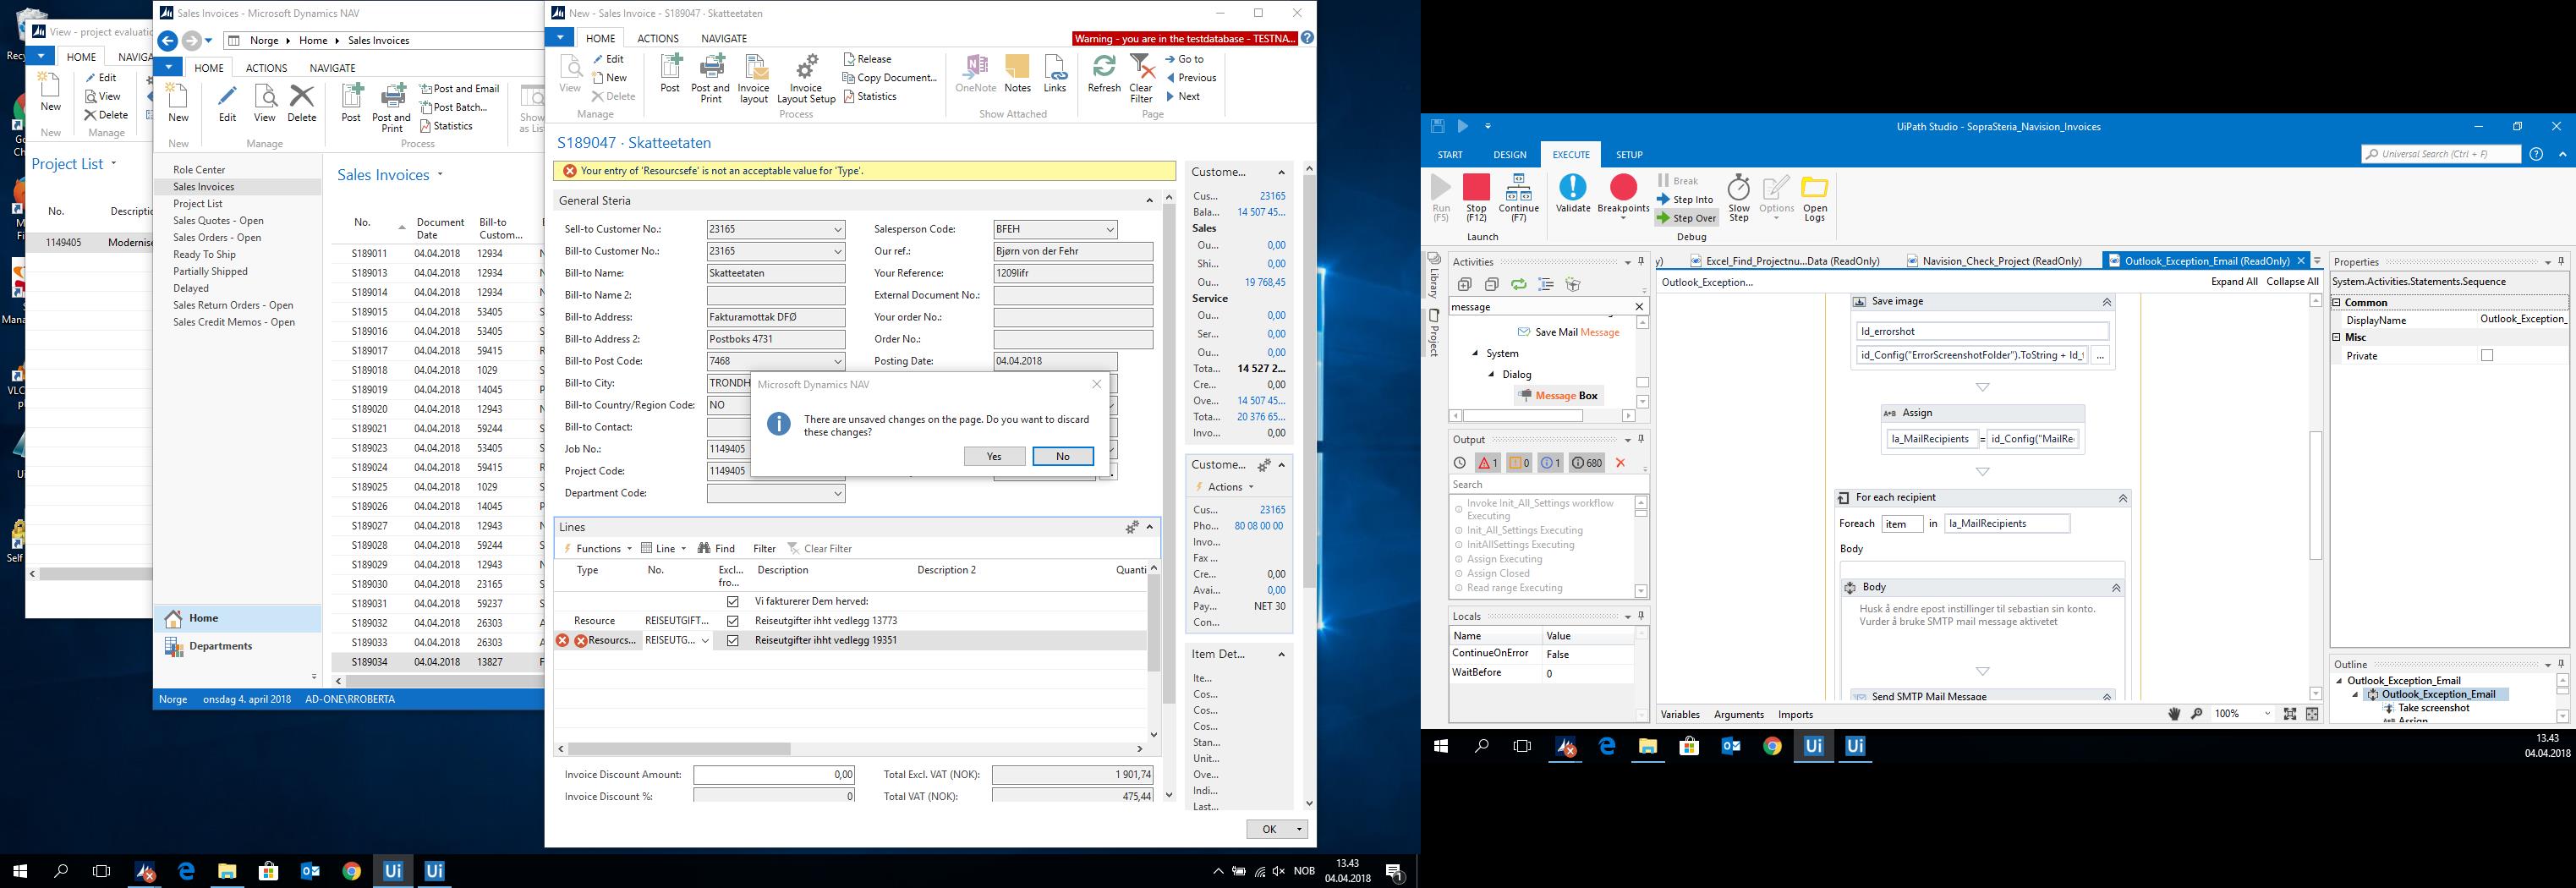 View - project evaluatio
HOME
NAVIGA
New
Edit
View
Delete
New
Manage
Project List
No.
Descriptio
1149405
Modernise
Sales Invoices - Microsoft Dynamics NAV
Norge
Home
Sales Invoices
HOME
ACTIONS
NAVIGATE
New
Edit
View
Delete
Post
Post and Print
Post and Email
Post Batch...
Statistics
Show as List
New
Manage
Process
Role Center
Sales Invoices
Project List
Sales Quotes - Open
Sales Orders - Open
Ready To Ship
Partially Shipped
Delayed
Sales Return Orders - Open
Sales Credit Memos - Open
Home
Departments
Sales Invoices
No.
Document Date
Bill-to Custom...
S189011 04.04.2018 12934
S189013 04.04.2018 12934
S189014 04.04.2018 12934
S189015 04.04.2018 53405
S189016 04.04.2018 53405
S189017 04.04.2018 59415
S189018 04.04.2018 1029
S189019 04.04.2018 14045
S189020 04.04.2018 12943
S189021 04.04.2018 59244
S189023 04.04.2018 53405
S189024 04.04.2018 59415
S189025 04.04.2018 1029
S189026 04.04.2018 14045
S189027 04.04.2018 12943
S189028 04.04.2018 59244
S189029 04.04.2018 12943
S189030 04.04.2018 23165
S189031 04.04.2018 59237
S189032 04.04.2018 26303
S189033 04.04.2018 26303
S189034 04.04.2018 13827
Norge onsdag 4. april 2018 AD-ONE\RROBERTA
New - Sales Invoice - S189047 · Skatteetaten
HOME
ACTIONS
NAVIGATE
Warning - you are in the testdatabase - TESTNA...
View
Edit
New
Delete
Post
Post and Print
Invoice layout
Invoice Layout Setup
Release
Copy Document...
Statistics
OneNote
Notes
Links
Refresh
Clear Filter
Go to
Previous
Next
Manage
Process
Show Attached
Page
S189047 · Skatteetaten
Your entry of 'Resourcsefe' is not an acceptable value for 'Type'.
General Steria
Sell-to Customer No.: 23165
Bill-to Customer No.: 23165
Bill-to Name: Skatteetaten
Bill-to Name 2:
Bill-to Address: Fakturamottak DFØ
Bill-to Address 2: Postboks 4731
Bill-to Post Code: 7468
Bill-to City: TRONDH
Bill-to Country/Region Code: NO
Bill-to Contact:
Job No.: 1149405
Project Code: 1149405
Department Code:
Salesperson Code: BFEH
Our ref.: Bjørn von der Fehr
Your Reference: 1209lifr
External Document No.:
Your order No.:
Order No.:
Posting Date: 04.04.2018
Microsoft Dynamics NAV
There are unsaved changes on the page. Do you want to discard
these changes?
Yes
No
Lines
Functions
Line
Find
Filter
Clear Filter
Type No. Excl... fro... Description Description 2 Quanti
Vi fakturerer Dem herved:
Resource REISEUTGIFT... Reiseutgifter ihht vedlegg 13773
Resourcs... REISEUTG... Reiseutgifter ihht vedlegg 19351
Invoice Discount Amount: 0,00
Total Excl. VAT (NOK): 1 901,74
Invoice Discount %: 0
Total VAT (NOK): 475,44
OK
Custome...
Cus... 23165
Bala... 14 507 45...
Sales
Ou... 0,00
Shi... 0,00
Ou... 19 768,45
Service
Ou... 0,00
Ser... 0,00
Ou... 0,00
Tota... 14 527 2...
Cre... 0,00
Ove... 14 507 45...
Tota... 20 376 65...
Invo... 0,00
Custome...
Actions
Cus... 23165
Pho... 80 08 00 00
Invo...
Fax ...
Cre... 0,00
Avai... 0,00
Pay... NET 30
Con...
Item Det...
Ite...
Cos...
Cos...
Cos...
Stan...
Unit...
Ove...
Indi...
Last...
NOB
13.43
04.04.2018
UiPath Studio - SopraSteria_Navision_Invoices
START
DESIGN
EXECUTE
SETUP
Universal Search (Ctrl + F)
Run (F5)
Stop (F12)
Continue (F7)
Validate
Breakpoints
Break
Step Into
Step Over
Slow Step
Options
Open Logs
Launch
Debug
Library
Project
Activities
message
Save Mail Message
System
Dialog
Message Box
Output
1
0
1
680
Search
Invoke Init_All_Settings workflow Executing
Init_All_Settings Executing
InitAllSettings Executing
Assign Executing
Assign Closed
Read range Executing
Locals
Name Value
ContinueOnError False
WaitBefore 0
Excel_Find_Projectnu...Data (ReadOnly)
Navision_Check_Project (ReadOnly)
Outlook_Exception_Email (ReadOnly)
Outlook_Exception...
Expand All
Collapse All
Save image
Id_errorshot
id_Config("ErrorScreenshotFolder").ToString + Id_
Assign
la_MailRecipients = id_Config("MailRe
For each recipient
Foreach item in la_MailRecipients
Body
Body
Husk å endre epost instillinger til sebastian sin konto.
Vurder å bruke SMTP mail message aktivetet
Send SMTP Mail Message
Variables
Arguments
Imports
100%
Properties
System.Activities.Statements.Sequence
Common
DisplayName Outlook_Exception_
Misc
Private
Outline
Outlook_Exception_Email
Outlook_Exception_Email
Take screenshot
Assign
13.43
04.04.2018